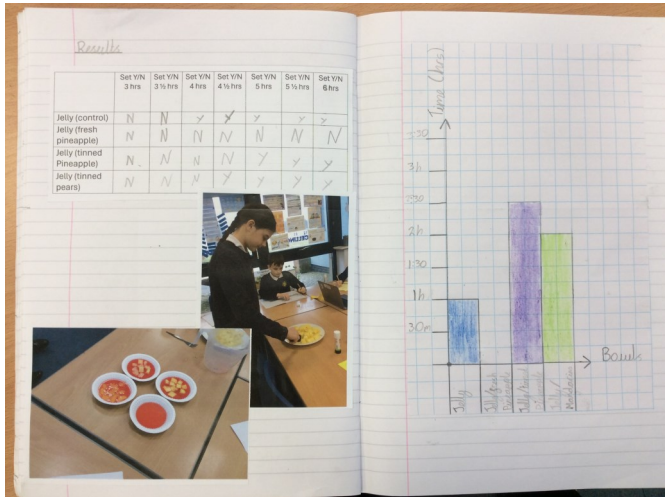 Results
Set Y/N 3 hrs Set Y/N 3 ½ hrs Set Y/N 4 hrs Set Y/N 4 ½ hrs Set Y/N 5 hrs Set Y/N 5 ½ hrs Set Y/N 6 hrs
Jelly (control) N N Y Y Y Y Y
Jelly (fresh pineapple) N N N N N N N
Jelly (tinned Pineapple) N N N N Y Y Y
Jelly (tinned pears) N N N Y Y Y Y
Time (hrs)
3h
2h
1:30
1h
30m
Bowls
Jelly